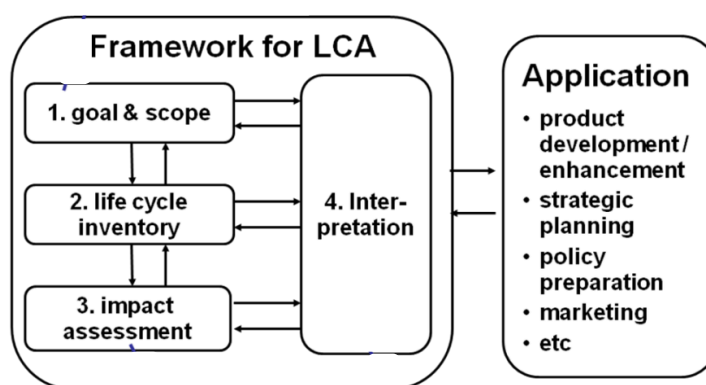 Framework for LCA
1. goal & scope
2. life cycle
inventory
3. impact
assessment
4. Inter-
pretation
Application
• product
development/
enhancement
• strategic
planning
• policy
preparation
• marketing
• etc